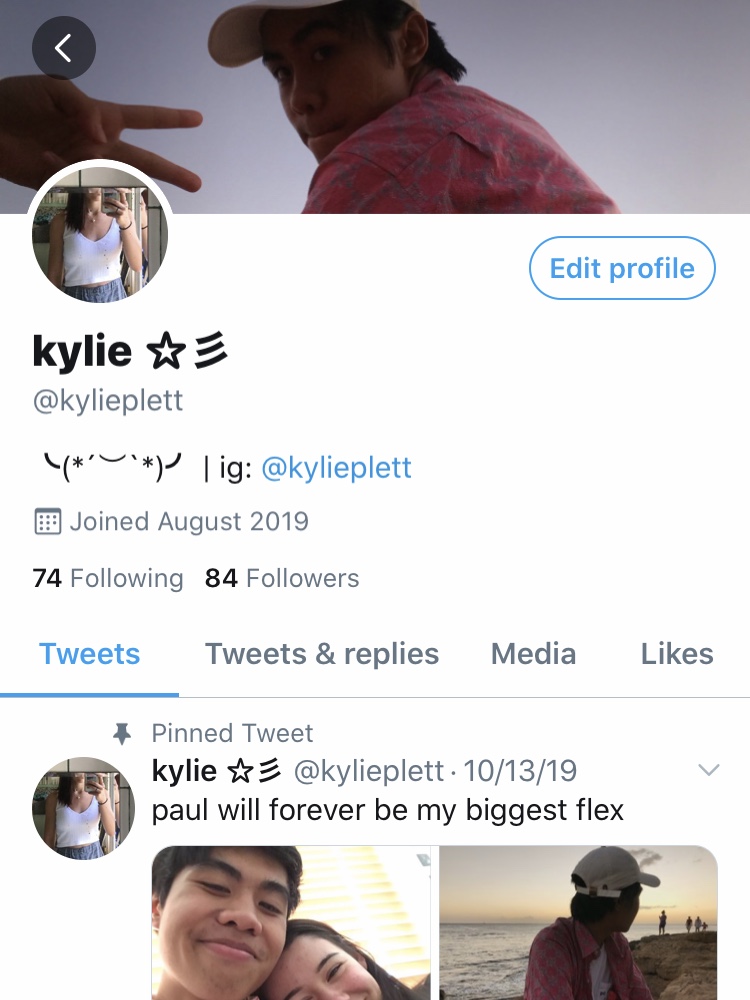 Edit profile
kylie ☆彡
@kylieplett
╰(*´︶`*)╯ | ig: @kylieplett
Joined August 2019
74 Following 84 Followers
Tweets Tweets & replies Media Likes
Pinned Tweet
kylie ☆彡 @kylieplett · 10/13/19
paul will forever be my biggest flex